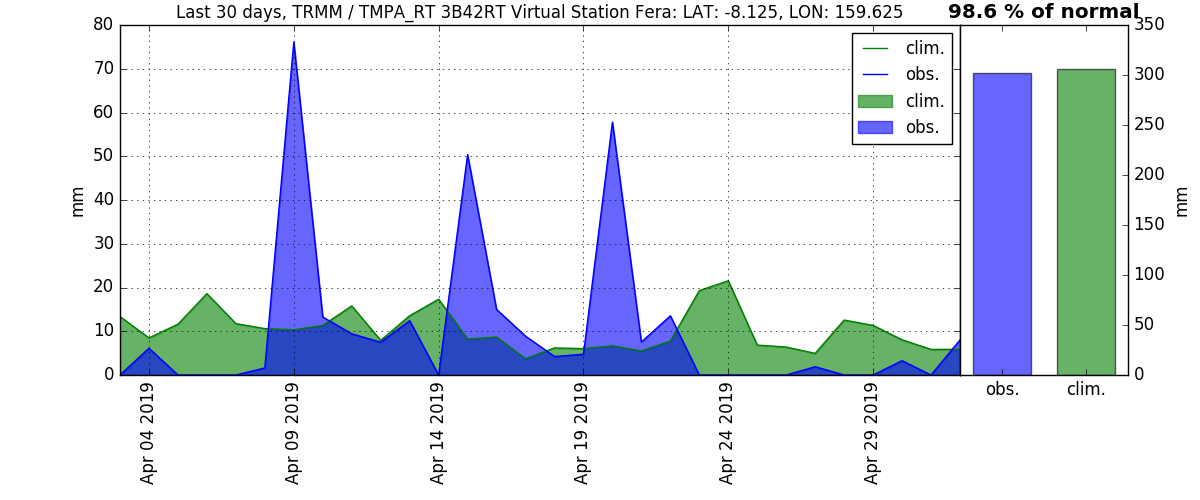 Last 30 days, TRMM / TMPA_RT 3B42RT Virtual Station Fera: LAT: -8.125, LON: 159.625
98.6 % of normal
80
70
60
50
40
30
20
10
0
mm
clim.
obs.
clim.
obs.
Apr 04 2019
Apr 09 2019
Apr 14 2019
Apr 19 2019
Apr 24 2019
Apr 29 2019
350
300
250
200
150
100
50
0
mm
obs.
clim.